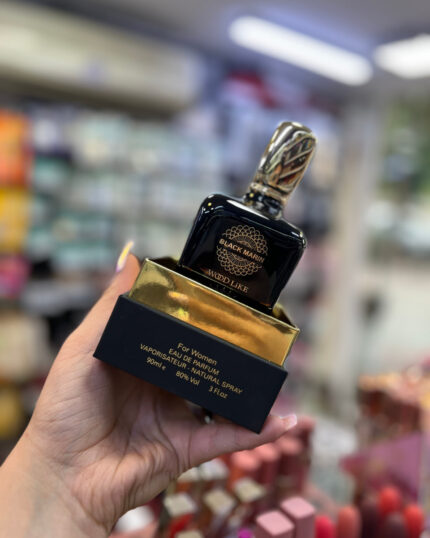 BLACK MARIN
WOOD LIKE
For Women
EAU DE PARFUM
VAPORISATEUR - NATURAL SPRAY
90ml e 80% Vol 3 Fl.oz